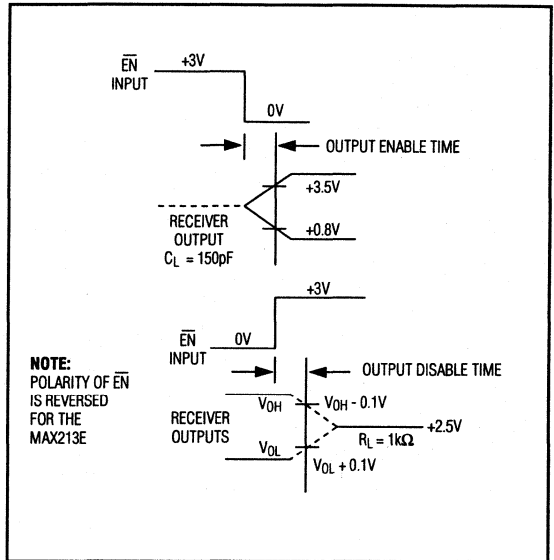 EN INPUT
+3V
0V
OUTPUT ENABLE TIME
+3.5V
RECEIVER OUTPUT
CL = 150pF
+0.8V
+3V
EN INPUT
0V
OUTPUT DISABLE TIME
NOTE:
POLARITY OF EN
IS REVERSED
FOR THE
MAX213E
RECEIVER OUTPUTS
VOH
VOH - 0.1V
+2.5V
RL = 1kΩ
VOL
VOL + 0.1V